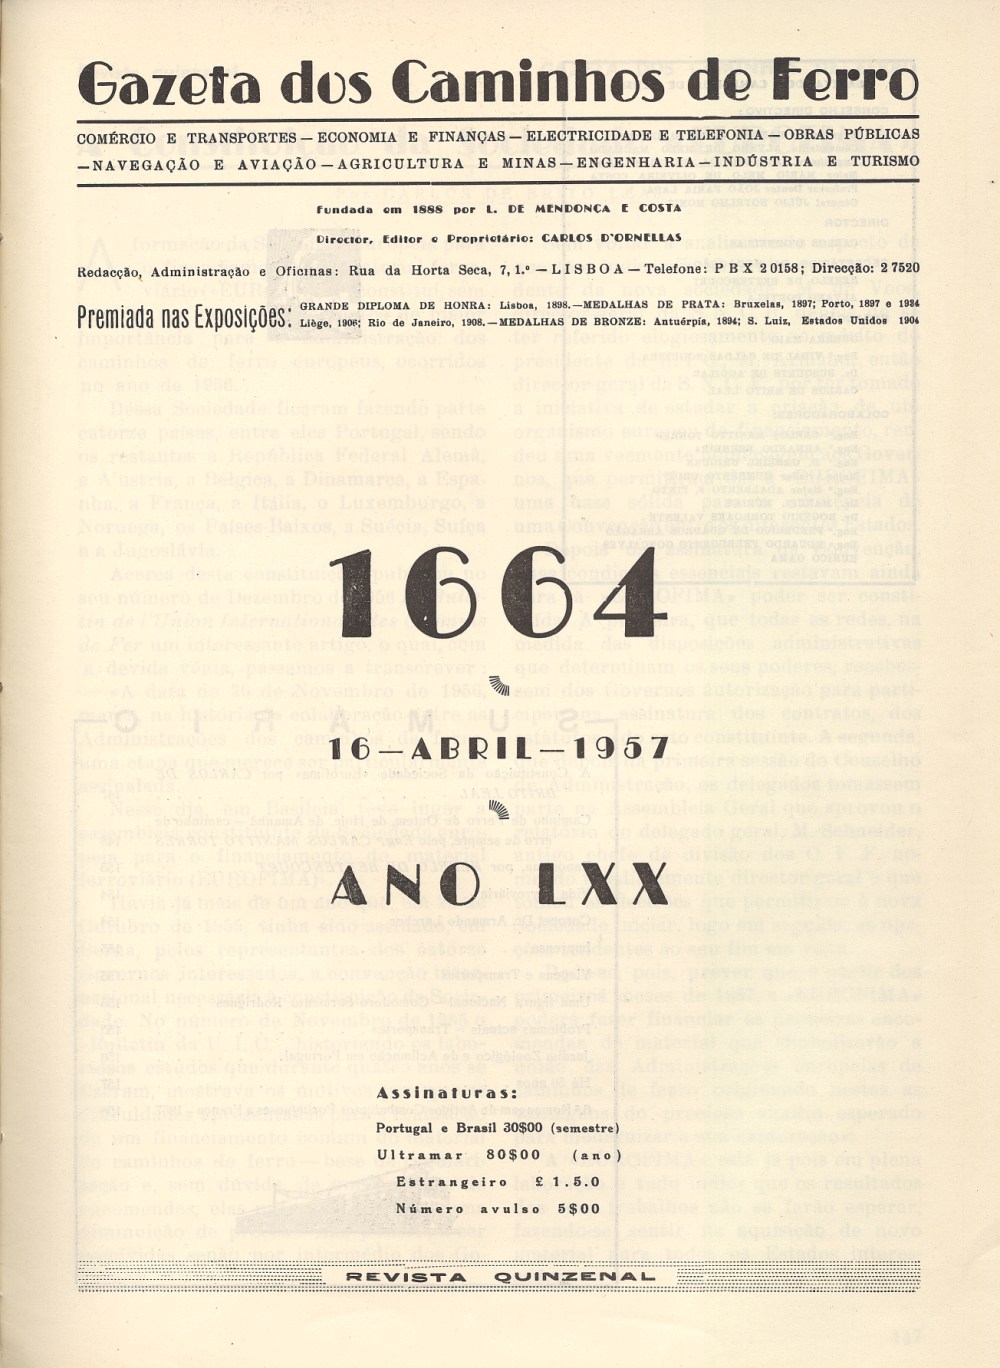 Gazeta dos Caminhos de Ferro
COMÉRCIO E TRANSPORTES — ECONOMIA E FINANÇAS — ELECTRICIDADE E TELEFONIA — OBRAS PÚBLICAS
— NAVEGAÇÃO E AVIAÇÃO — AGRICULTURA E MINAS — ENGENHARIA — INDÚSTRIA E TURISMO
Fundada em 1888 por L. DE MENDONÇA E COSTA
Director, Editor e Proprietário: CARLOS D'ORNELLAS
Redacção, Administração e Oficinas: Rua da Horta Seca, 7, 1.º — LISBOA — Telefone: P B X 20158; Direcção: 27520
Premiada nas Exposições: GRANDE DIPLOMA DE HONRA: Lisboa, 1898. — MEDALHAS DE PRATA: Bruxelas, 1897; Porto, 1897 e 1934
Liège, 1906; Rio de Janeiro, 1908. — MEDALHAS DE BRONZE: Antuérpia, 1894; S. Luiz, Estados Unidos 1904
1664
16 — ABRIL — 1957
ANO LXX
Assinaturas:
Portugal e Brasil 30$00 (semestre)
Ultramar 80$00 (ano)
Estrangeiro £ 1.5.0
Número avulso 5$00
REVISTA QUINZENAL